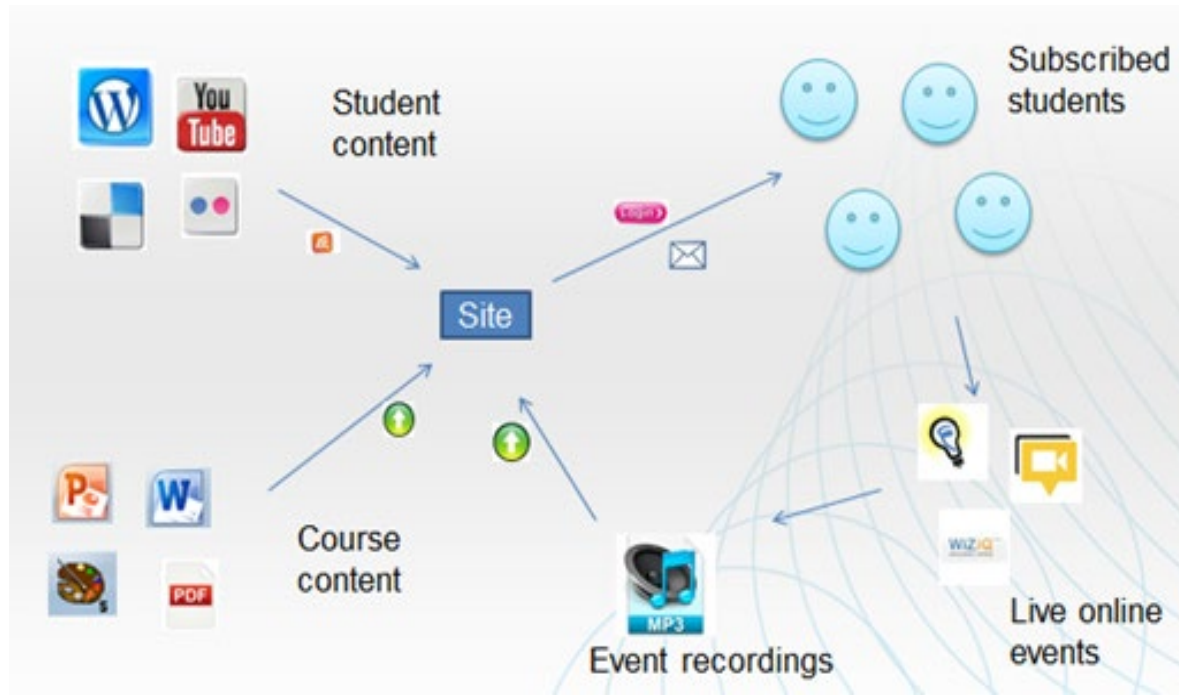 You
Tube
Student
content
Subscribed
students
Login
Site
P
W
S
PDF
Course
content
WiZiQ
MP3
Event recordings
Live online
events